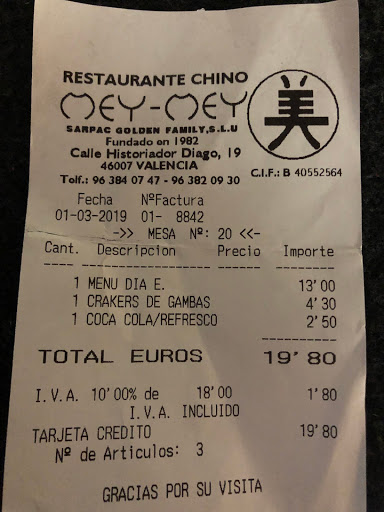 RESTAURANTE CHINO
MEY-MEY
美
SARPAC GOLDEN FAMILY,S.L.U
Fundado en 1982
Calle Historiador Diago, 19
46007 VALENCIA
C.I.F.: B 40552564
Telf.: 96 384 07 47 - 96 382 09 30
Fecha NºFactura
01-03-2019 01- 8842
->> MESA Nº: 20 <<-
Cant. Descripcion Precio Importe
1 MENU DIA E. 13'00
1 CRAKERS DE GAMBAS 4'30
1 COCA COLA/REFRESCO 2'50
TOTAL EUROS 19'80
I.V.A. 10'00% de 18'00 1'80
I.V.A. INCLUIDO
TARJETA CREDITO 19'80
Nº de Articulos: 3
GRACIAS POR SU VISITA